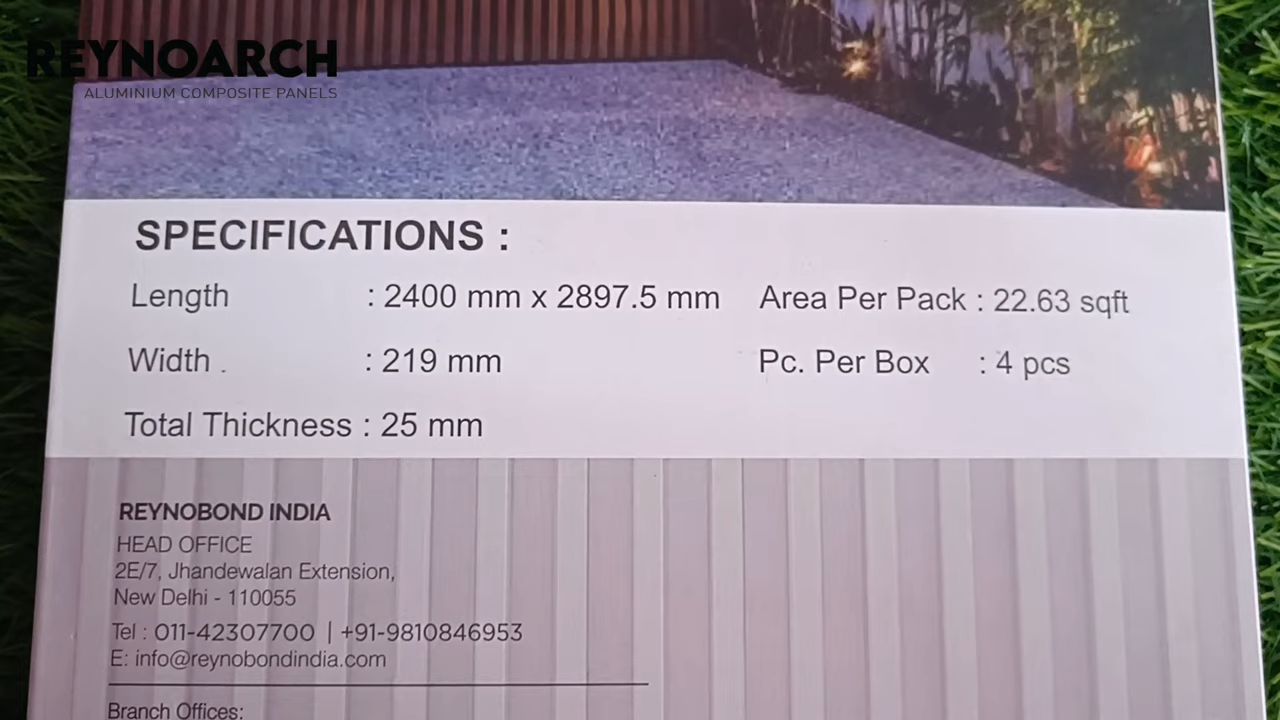 REYNOARCH
ALUMINIUM COMPOSITE PANELS
SPECIFICATIONS :
Length : 2400 mm x 2897.5 mm Area Per Pack : 22.63 sqft
Width . : 219 mm Pc. Per Box : 4 pcs
Total Thickness : 25 mm
REYNOBOND INDIA
HEAD OFFICE
2E/7, Jhandewalan Extension,
New Delhi - 110055
Tel : 011-42307700 | +91-9810846953
E: info@reynobondindia.com
Branch Offices: